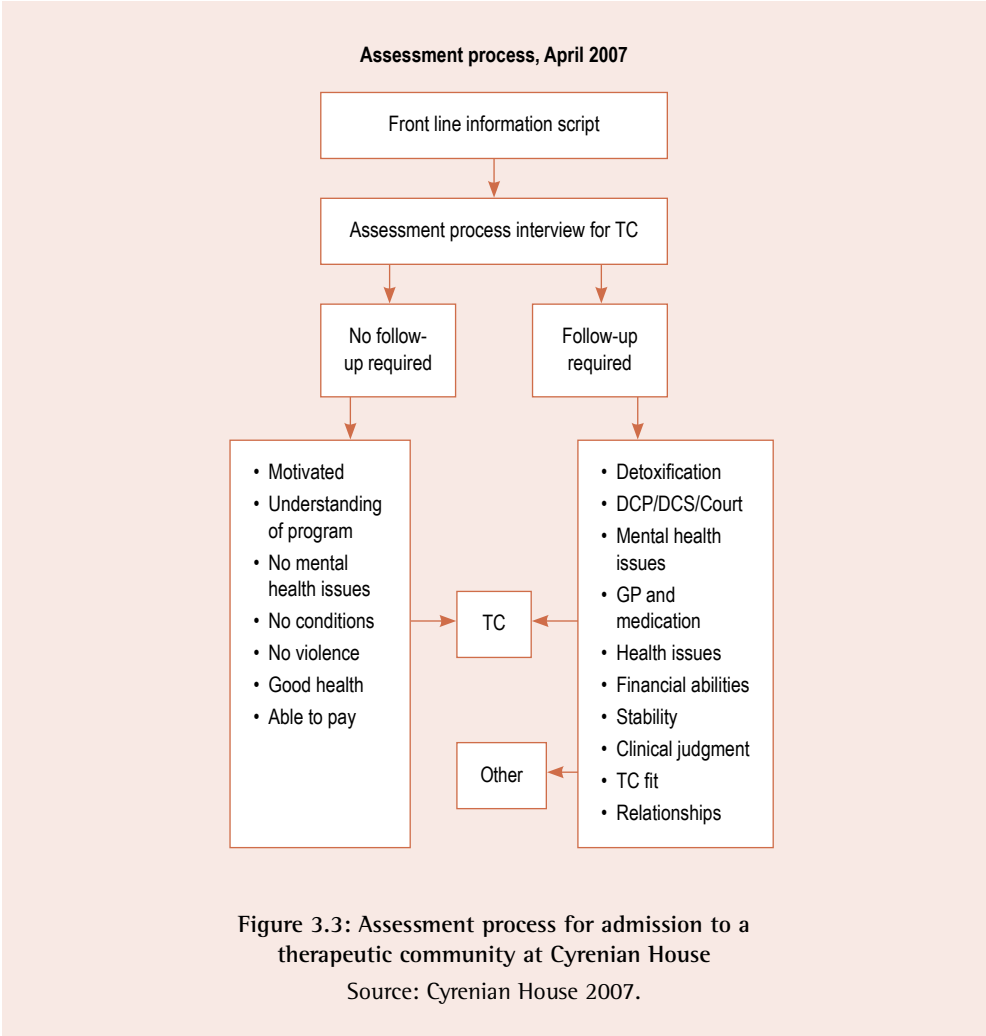 Assessment process, April 2007
Front line information script
Assessment process interview for TC
No follow-
up required
Follow-up
required
• Motivated
• Understanding
of program
• No mental
health issues
• No conditions
• No violence
• Good health
• Able to pay
TC
Other
• Detoxification
• DCP/DCS/Court
• Mental health
issues
• GP and
medication
• Health issues
• Financial abilities
• Stability
• Clinical judgment
• TC fit
• Relationships
Figure 3.3: Assessment process for admission to a
therapeutic community at Cyrenian House
Source: Cyrenian House 2007.